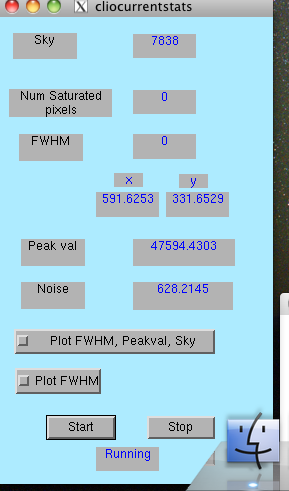 cliocurrentstats
Sky 7838
Num Saturated
pixels 0
FWHM 0
x y
591.6253 331.6529
Peak val 47594.4303
Noise 628.2145
Plot FWHM, Peakval, Sky
Plot FWHM
Start Stop
Running